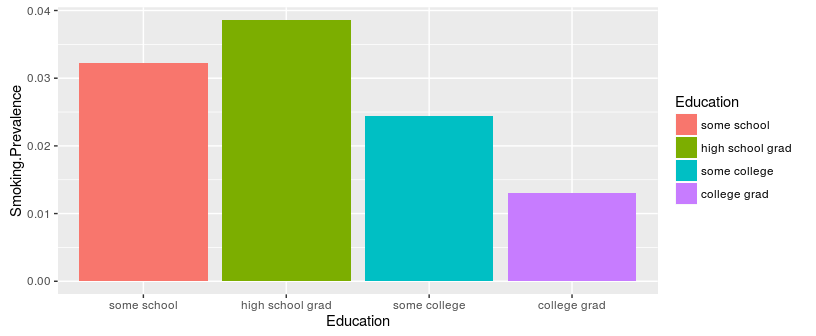 0.04
0.03
0.02
0.01
0.00
Smoking.Prevalence
some school
high school grad
some college
college grad
Education
Education
some school
high school grad
some college
college grad